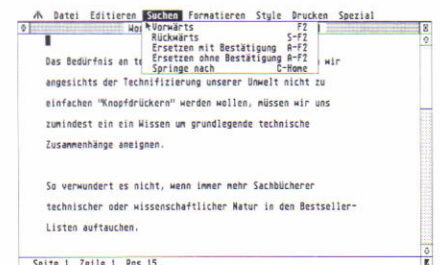 Datei Editieren Suchen Formatieren Style Drucken Spezial
Wor
Vorwärts F2
Rückwärts S-F2
Ersetzen mit Bestätigung A-F2
Ersetzen ohne Bestätigung A-F2
Springe nach C-Home
Das Bedürfnis an te wir
angesichts der Technifizierung unserer Umwelt nicht zu
einfachen "Knopfdrückern" werden wollen, müssen wir uns
zumindest ein ein Wissen um grundlegende technische
Zusammenhänge aneignen.
So verwundert es nicht, wenn immer mehr Sachbücherer
technischer oder wissenschaftlicher Natur in den Bestseller-
Listen auftauchen.
Seite 1 Zeile 1 Pos 15